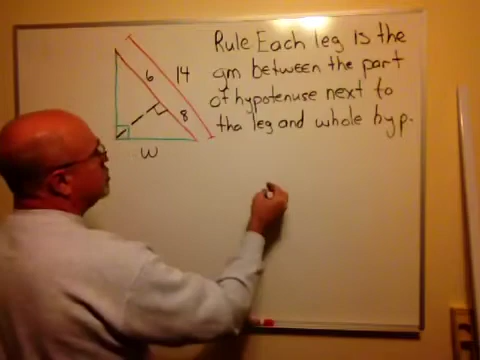 Rule Each leg is the
gm between the part
of hypotenuse next to
tha leg and whole hyp.
6
14
8
w